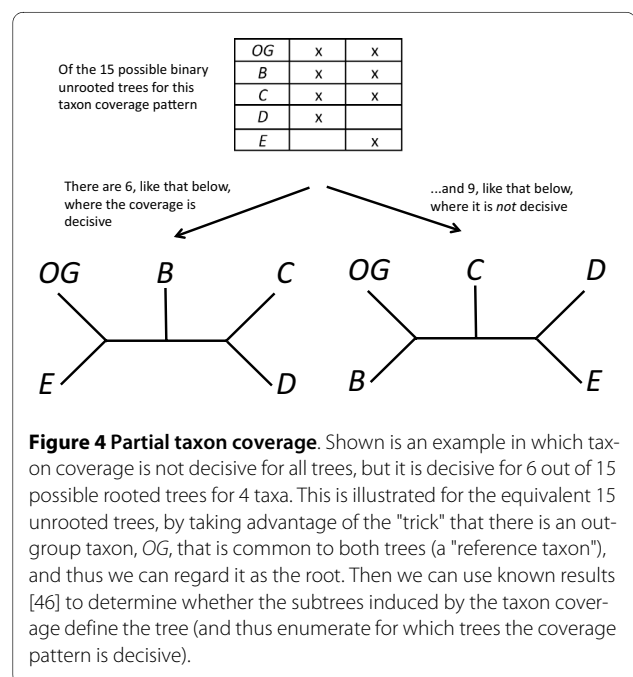 Of the 15 possible binary
unrooted trees for this
taxon coverage pattern
OG x x
B x x
C x x
D x
E x
There are 6, like that below,
where the coverage is
decisive
...and 9, like that below,
where it is not decisive
OG B C
E D
OG C D
B E
Figure 4 Partial taxon coverage. Shown is an example in which tax-
on coverage is not decisive for all trees, but it is decisive for 6 out of 15
possible rooted trees for 4 taxa. This is illustrated for the equivalent 15
unrooted trees, by taking advantage of the "trick" that there is an out-
group taxon, OG, that is common to both trees (a "reference taxon"),
and thus we can regard it as the root. Then we can use known results
[46] to determine whether the subtrees induced by the taxon cover-
age define the tree (and thus enumerate for which trees the coverage
pattern is decisive).